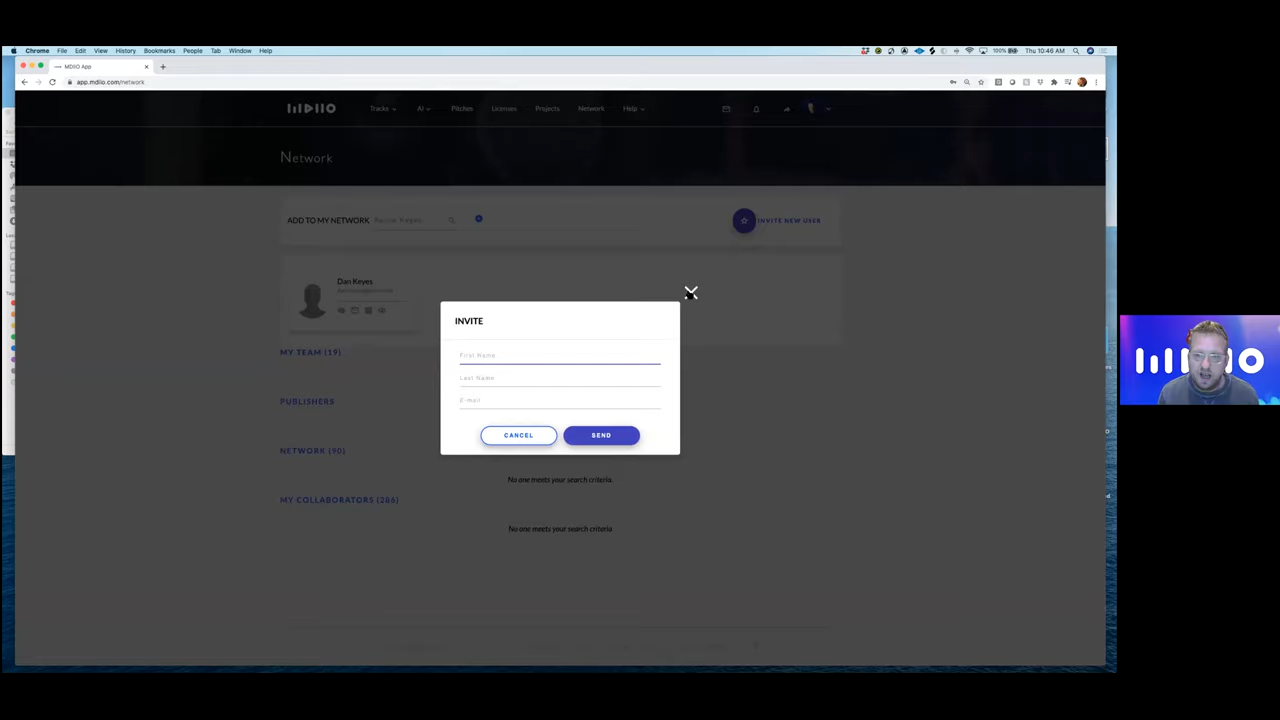 Chrome File Edit View History Bookmarks People Tab Window Help 100% Thu 10:46 AM
MDIIO App
app.mdiio.com/network
Tracks AI Pitches Licenses Projects Network Help
Network
ADD TO MY NETWORK Keyes INVITE NEW USER
Dan Keyes
INVITE
First Name
Last Name
E-mail
CANCEL SEND
MY TEAM (19)
PUBLISHERS
NETWORK (90)
No one meets your search criteria.
MY COLLABORATORS (286)
No one meets your search criteria